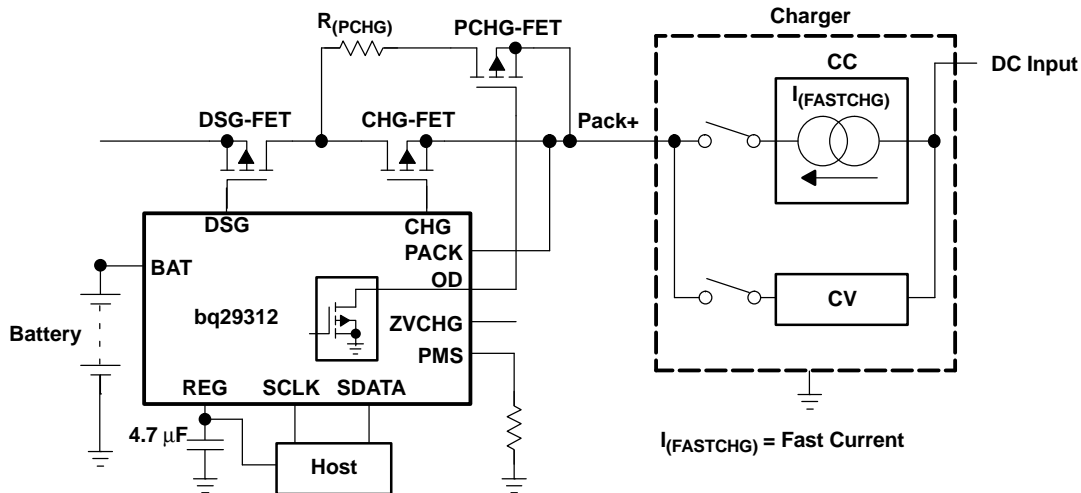 R(PCHG)
PCHG-FET
Charger
DC Input
CC
I(FASTCHG)
DSG-FET
CHG-FET
Pack+
DSG
CHG
PACK
BAT
OD
CV
bq29312
ZVCHG
Battery
PMS
REG
SCLK
SDATA
4.7 μF
Host
I(FASTCHG) = Fast Current